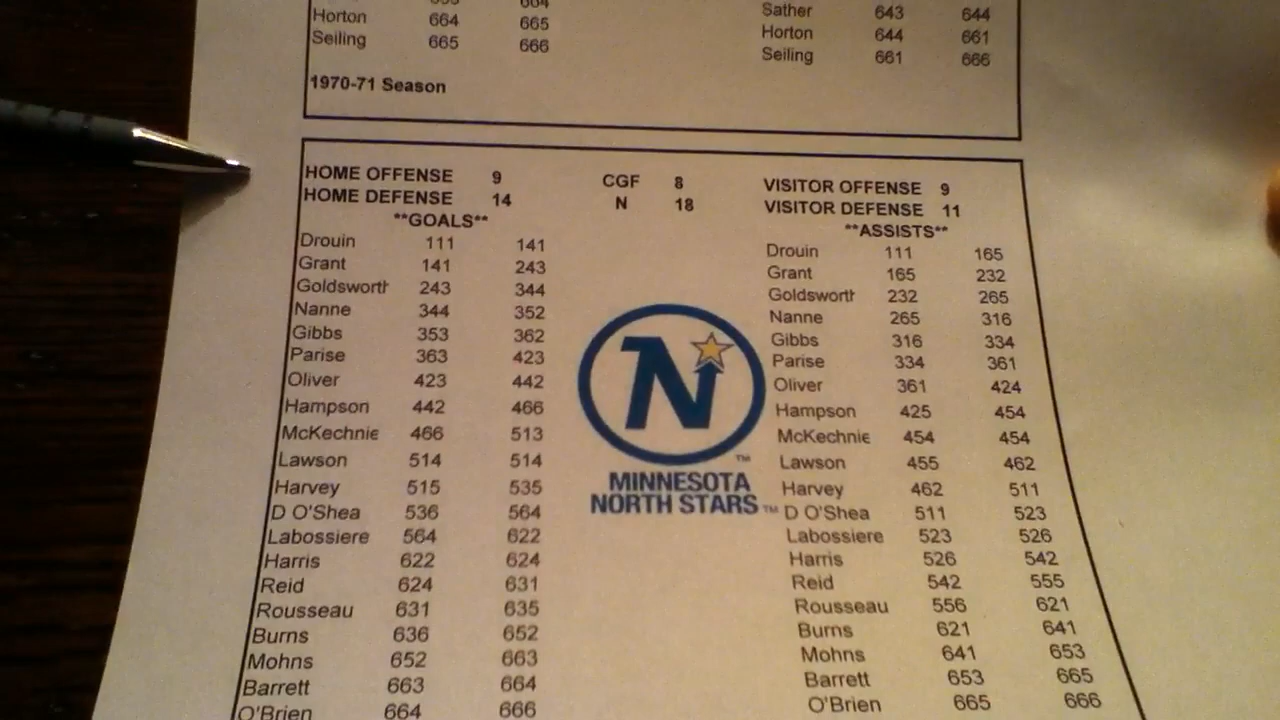 664
Horton 664 665
Seiling 665 666
1970-71 Season
Sather 643 644
Horton 644 661
Seiling 661 666
HOME OFFENSE 9
HOME DEFENSE 14
CGF 8
N 18
VISITOR OFFENSE 9
VISITOR DEFENSE 11
**GOALS**
Drouin 111 141
Grant 141 243
Goldswortl 243 344
Nanne 344 352
Gibbs 353 362
Parise 363 423
Oliver 423 442
Hampson 442 466
McKechnie 466 513
Lawson 514 514
Harvey 515 535
D O'Shea 536 564
Labossiere 564 622
Harris 622 624
Reid 624 631
Rousseau 631 635
Burns 636 652
Mohns 652 663
Barrett 663 664
O'Brien 664 666
N
TM
MINNESOTA
NORTH STARS TM
**ASSISTS**
Drouin 111 165
Grant 165 232
Goldswortl 232 265
Nanne 265 316
Gibbs 316 334
Parise 334 361
Oliver 361 424
Hampson 425 454
McKechnie 454 454
Lawson 455 462
Harvey 462 511
D O'Shea 511 523
Labossiere 523 526
Harris 526 542
Reid 542 555
Rousseau 556 621
Burns 621 641
Mohns 641 653
Barrett 653 665
O'Brien 665 666